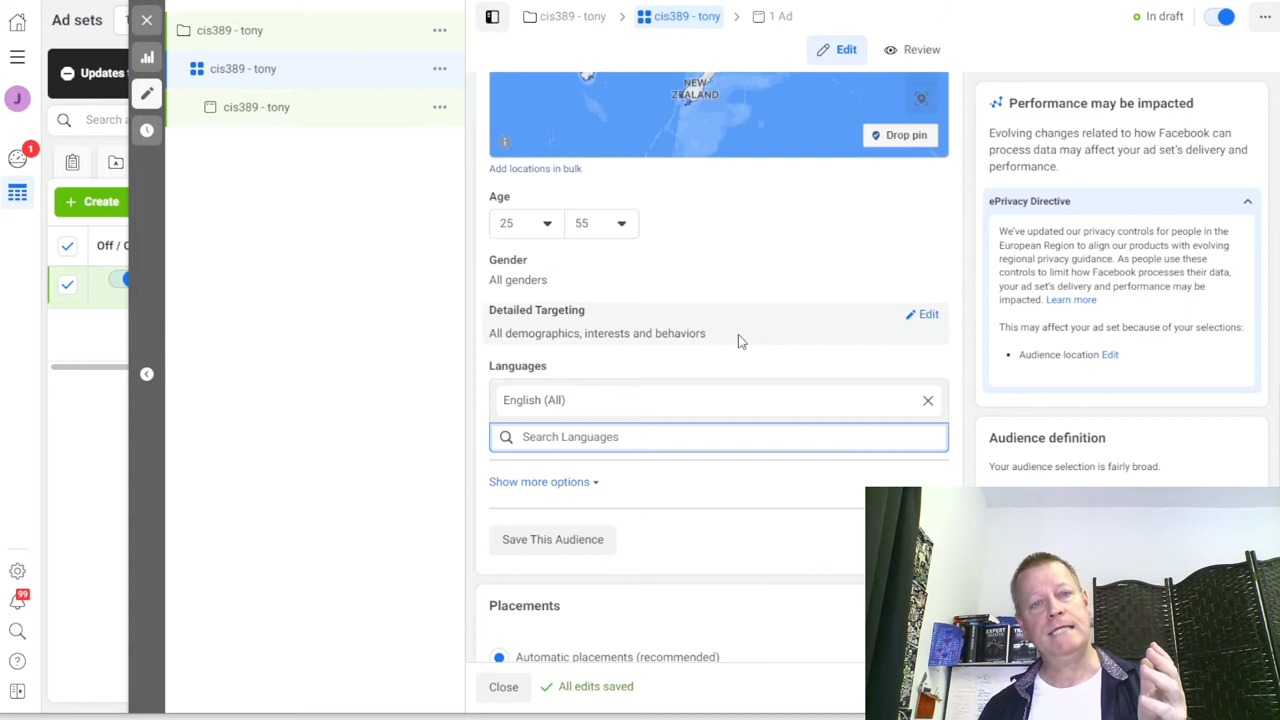 Ad sets
1
Updates
J
Search a
1
+ Create
Off / O
99
cis389 - tony
cis389 - tony
cis389 - tony
cis389 - tony
cis389 - tony
1 Ad
In draft
Edit
Review
NEW
ZEALAND
Drop pin
Add locations in bulk
Age
25
55
Gender
All genders
Detailed Targeting
Edit
All demographics, interests and behaviors
Languages
English (All)
Search Languages
Show more options
Save This Audience
Placements
Automatic placements (recommended)
Close
All edits saved
Performance may be impacted
Evolving changes related to how Facebook can
process data may affect your ad set's delivery and
performance.
ePrivacy Directive
We've updated our privacy controls for people in the
European Region to align our products with evolving
regional privacy guidance. As people use these
controls to limit how Facebook processes their data,
your ad set's delivery and performance may be
impacted. Learn more
This may affect your ad set because of your selections:
• Audience location Edit
Audience definition
Your audience selection is fairly broad.
EXPERT